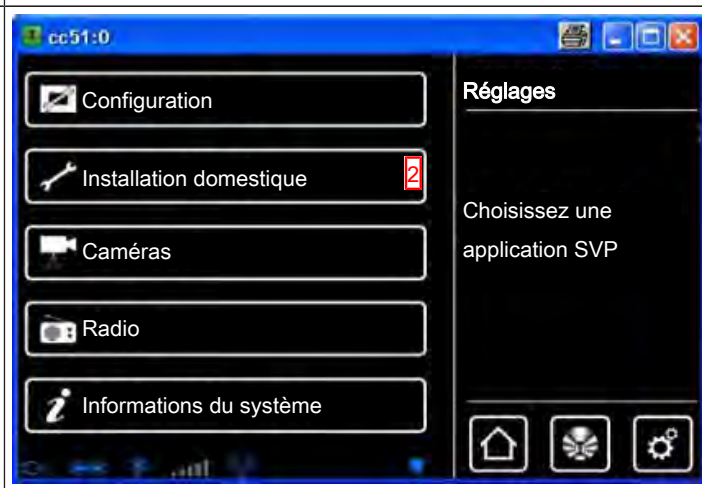 cc51:0
Configuration
Installation domestique
2
Caméras
Radio
Informations du système
Réglages
Choisissez une
application SVP